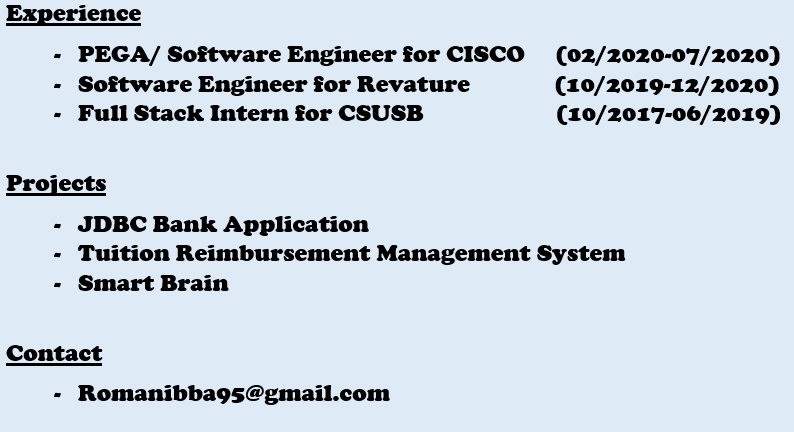 Experience
- PEGA/ Software Engineer for CISCO (02/2020-07/2020)
- Software Engineer for Revature (10/2019-12/2020)
- Full Stack Intern for CSUSB (10/2017-06/2019)
Projects
- JDBC Bank Application
- Tuition Reimbursement Management System
- Smart Brain
Contact
- Romanibba95@gmail.com